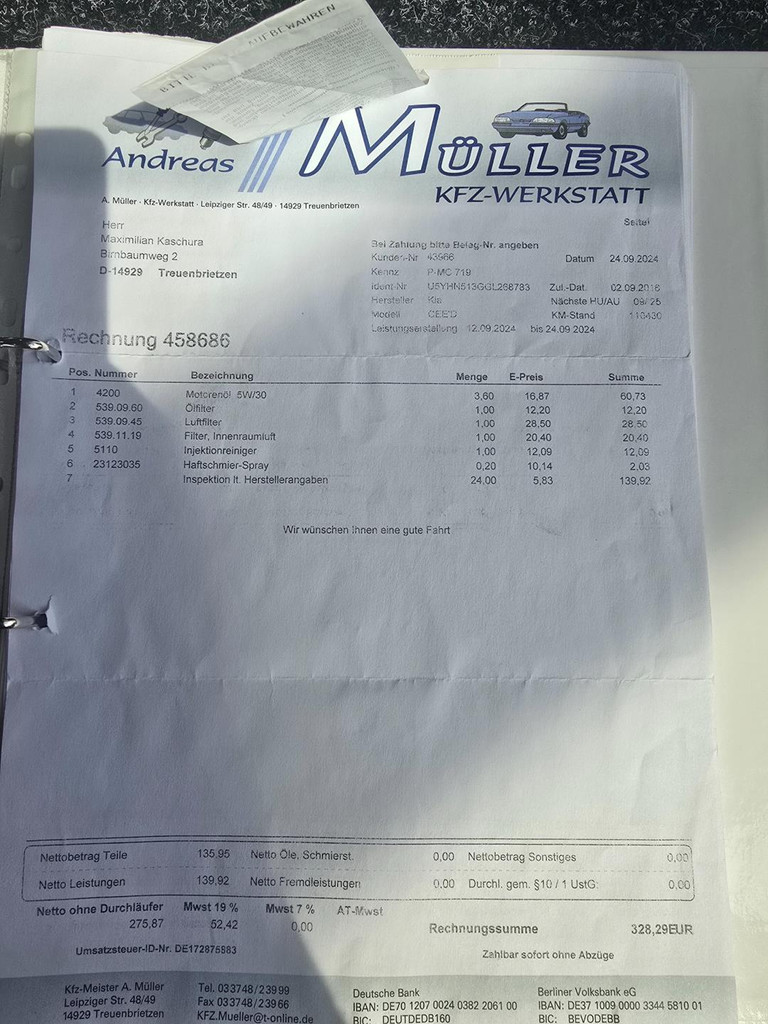 BITTE AUFBEWAHREN
Andreas MÜLLER
KFZ-WERKSTATT
A. Müller · Kfz-Werkstatt · Leipziger Str. 48/49 · 14929 Treuenbrietzen
Seite1
Herr
Maximilian Kaschura
Birnbaumweg 2
D-14929 Treuenbrietzen
Bei Zahlung bitte Beleg-Nr. angeben
Kunden-Nr 43966 Datum 24.09.2024
Kennz P-MC 719
Ident-Nr U5YHN513GGL268783 Zul.-Dat. 02.09.2016
Hersteller Kia Nächste HU/AU 09/25
Modell CEE'D KM-Stand
Leistungserstellung 12.09.2024 bis 24.09.2024
Rechnung 458686
Pos. Nummer Bezeichnung Menge E-Preis Summe
1 4200 Motorenöl 5W/30 3,60 16,87 60,73
2 539.09.60 Ölfilter 1,00 12,20 12,20
3 539.09.45 Luftfilter 1,00 28,50 28,50
4 539.11.19 Filter, Innenraumluft 1,00 20,40 20,40
5 5110 Injektionreiniger 1,00 12,09 12,09
6 23123035 Haftschmier-Spray 0,20 10,14 2,03
7 Inspektion lt. Herstellerangaben 24,00 5,83 139,92
Wir wünschen Ihnen eine gute Fahrt
Nettobetrag Teile 135,95 Netto Öle, Schmierst. 0,00 Nettobetrag Sonstiges 0,00
Netto Leistungen 139,92 Netto Fremdleistungen 0,00 Durchl. gem. §10 / 1 UstG: 0,00
Netto ohne Durchläufer Mwst 19 % Mwst 7 % AT-Mwst
275,87 52,42 0,00 Rechnungssumme 328,29EUR
Umsatzsteuer-ID-Nr. DE172875883 Zahlbar sofort ohne Abzüge
Kfz-Meister A. Müller Tel. 033748/23999 Deutsche Bank Berliner Volksbank eG
Leipziger Str. 48/49 Fax 033748/23966 IBAN: DE70 1207 0024 0382 2061 00 IBAN: DE37 1009 0000 3344 5810 01
14929 Treuenbrietzen KFZ.Mueller@t-online.de BIC: DEUTDEDB160 BIC: BEVODEBB